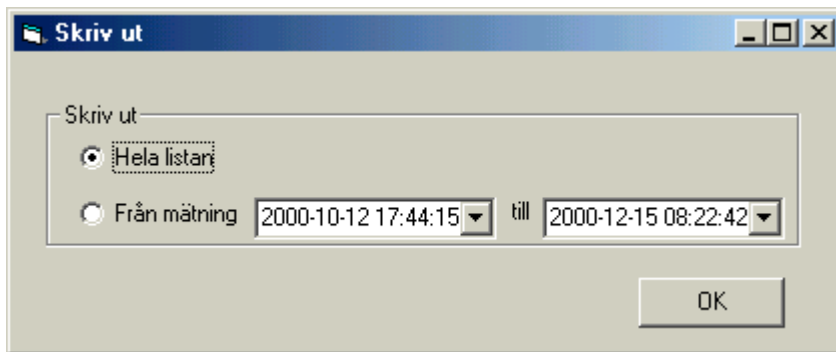 Skriv ut
Skriv ut
Hela listan
Från mätning 2000-10-12 17:44:15 till 2000-12-15 08:22:42
OK